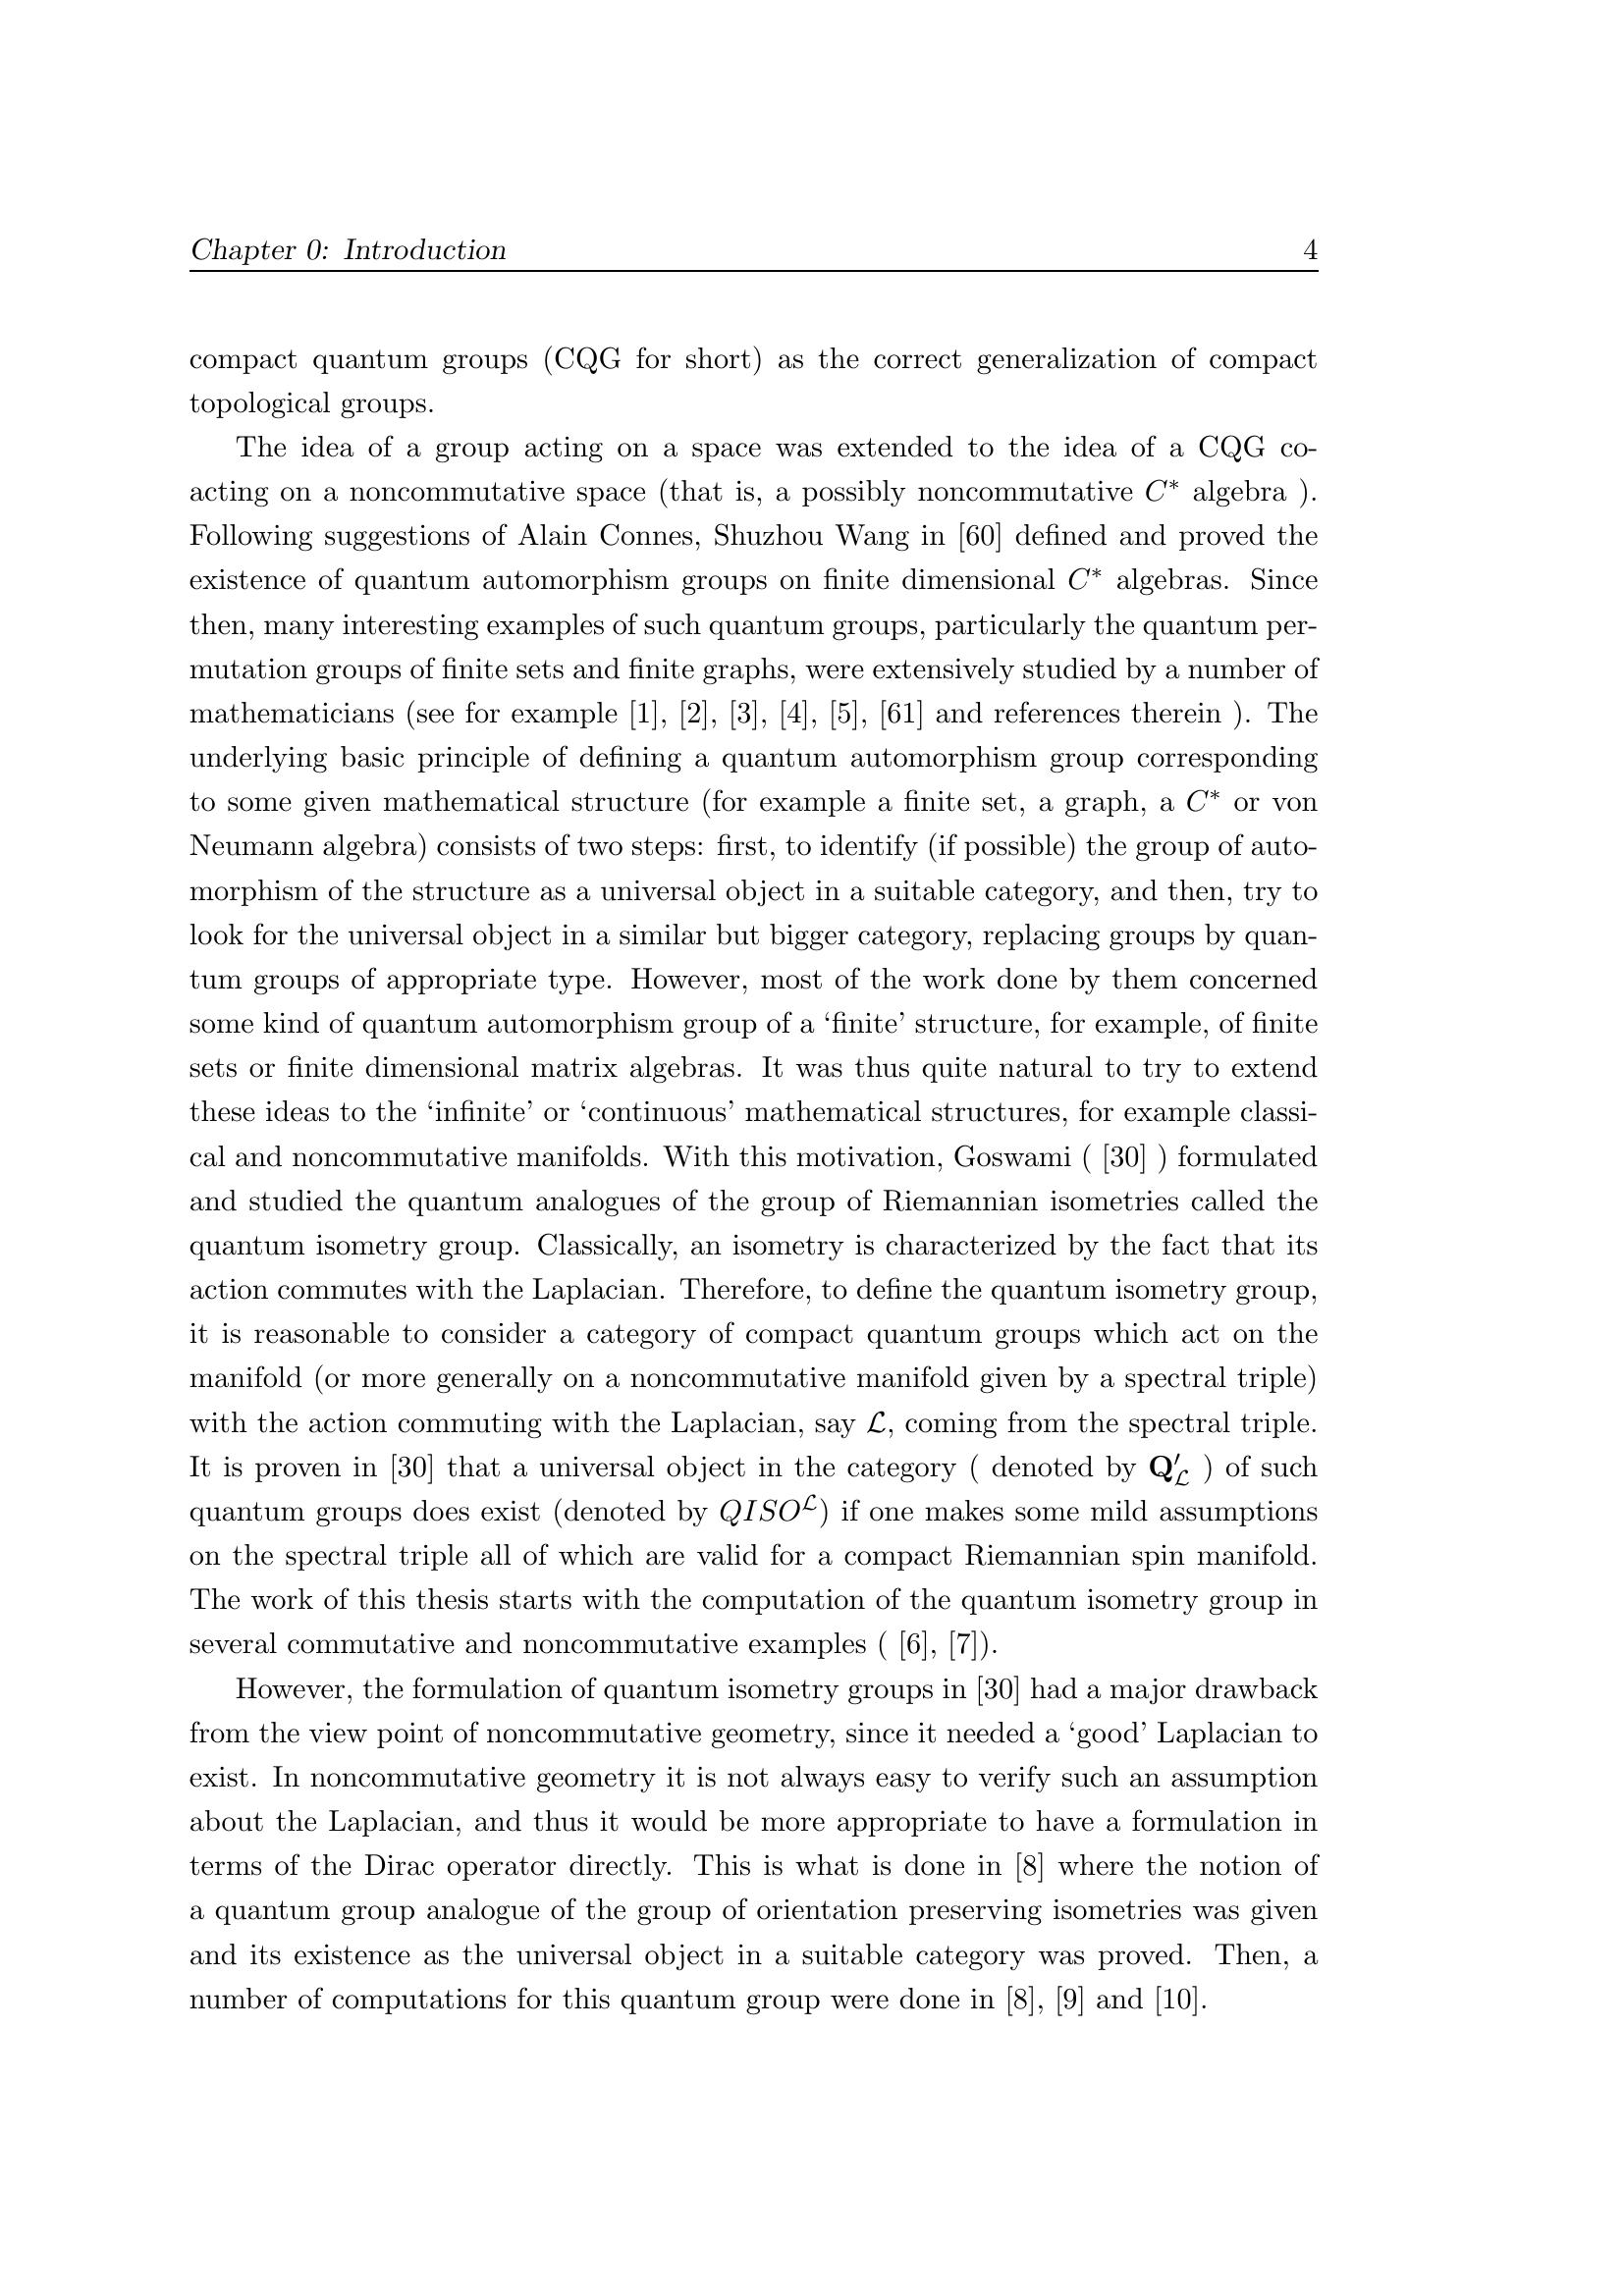 Chapter 0: Introduction 4
compact quantum groups (CQG for short) as the correct generalization of compact
topological groups.
The idea of a group acting on a space was extended to the idea of a CQG co-
acting on a noncommutative space (that is, a possibly noncommutative C* algebra ).
Following suggestions of Alain Connes, Shuzhou Wang in [60] defined and proved the
existence of quantum automorphism groups on finite dimensional C* algebras. Since
then, many interesting examples of such quantum groups, particularly the quantum per-
mutation groups of finite sets and finite graphs, were extensively studied by a number of
mathematicians (see for example [1], [2], [3], [4], [5], [61] and references therein ). The
underlying basic principle of defining a quantum automorphism group corresponding
to some given mathematical structure (for example a finite set, a graph, a C* or von
Neumann algebra) consists of two steps: first, to identify (if possible) the group of auto-
morphism of the structure as a universal object in a suitable category, and then, try to
look for the universal object in a similar but bigger category, replacing groups by quan-
tum groups of appropriate type. However, most of the work done by them concerned
some kind of quantum automorphism group of a ‘finite’ structure, for example, of finite
sets or finite dimensional matrix algebras. It was thus quite natural to try to extend
these ideas to the ‘infinite’ or ‘continuous’ mathematical structures, for example classi-
cal and noncommutative manifolds. With this motivation, Goswami ( [30] ) formulated
and studied the quantum analogues of the group of Riemannian isometries called the
quantum isometry group. Classically, an isometry is characterized by the fact that its
action commutes with the Laplacian. Therefore, to define the quantum isometry group,
it is reasonable to consider a category of compact quantum groups which act on the
manifold (or more generally on a noncommutative manifold given by a spectral triple)
with the action commuting with the Laplacian, say ℒ, coming from the spectral triple.
It is proven in [30] that a universal object in the category ( denoted by 𝐐′_ℒ ) of such
quantum groups does exist (denoted by QISO^ℒ) if one makes some mild assumptions
on the spectral triple all of which are valid for a compact Riemannian spin manifold.
The work of this thesis starts with the computation of the quantum isometry group in
several commutative and noncommutative examples ( [6], [7]).
However, the formulation of quantum isometry groups in [30] had a major drawback
from the view point of noncommutative geometry, since it needed a ‘good’ Laplacian to
exist. In noncommutative geometry it is not always easy to verify such an assumption
about the Laplacian, and thus it would be more appropriate to have a formulation in
terms of the Dirac operator directly. This is what is done in [8] where the notion of
a quantum group analogue of the group of orientation preserving isometries was given
and its existence as the universal object in a suitable category was proved. Then, a
number of computations for this quantum group were done in [8], [9] and [10].